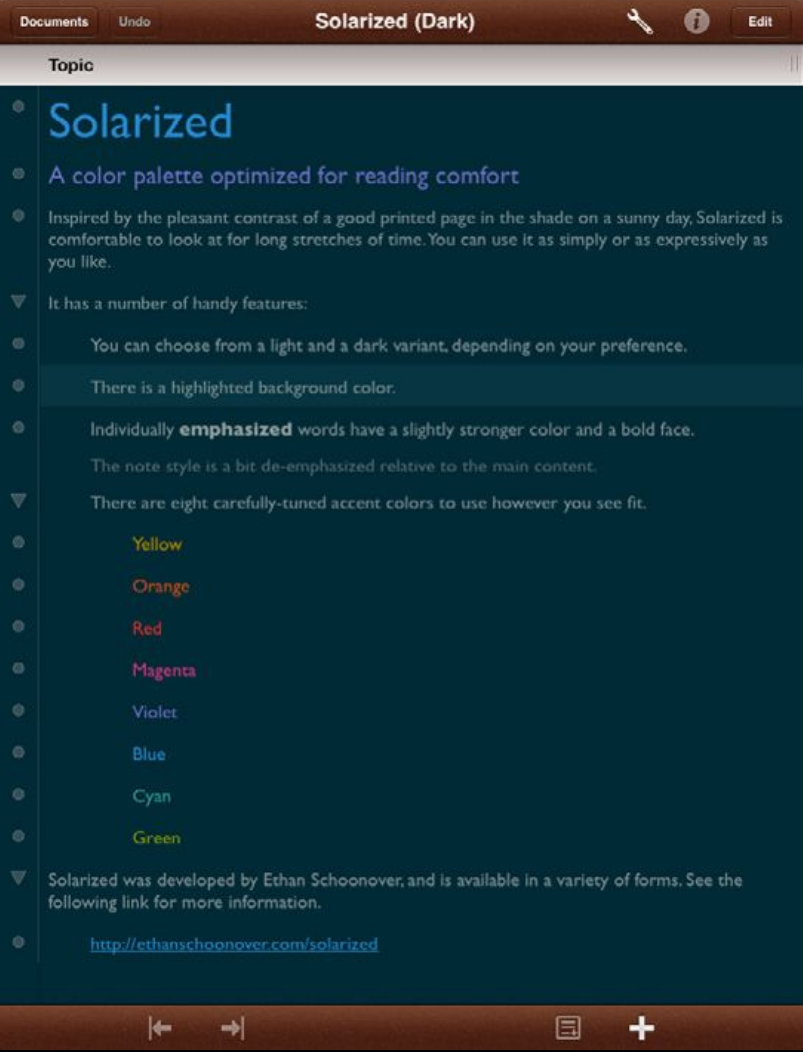 Documents Undo Solarized (Dark) Edit
Topic
Solarized
A color palette optimized for reading comfort
Inspired by the pleasant contrast of a good printed page in the shade on a sunny day, Solarized is
comfortable to look at for long stretches of time. You can use it as simply or as expressively as
you like.
It has a number of handy features:
You can choose from a light and a dark variant, depending on your preference.
There is a highlighted background color.
Individually emphasized words have a slightly stronger color and a bold face.
The note style is a bit de-emphasized relative to the main content.
There are eight carefully-tuned accent colors to use however you see fit.
Yellow
Orange
Red
Magenta
Violet
Blue
Cyan
Green
Solarized was developed by Ethan Schoonover, and is available in a variety of forms. See the
following link for more information.
http://ethanschoonover.com/solarized